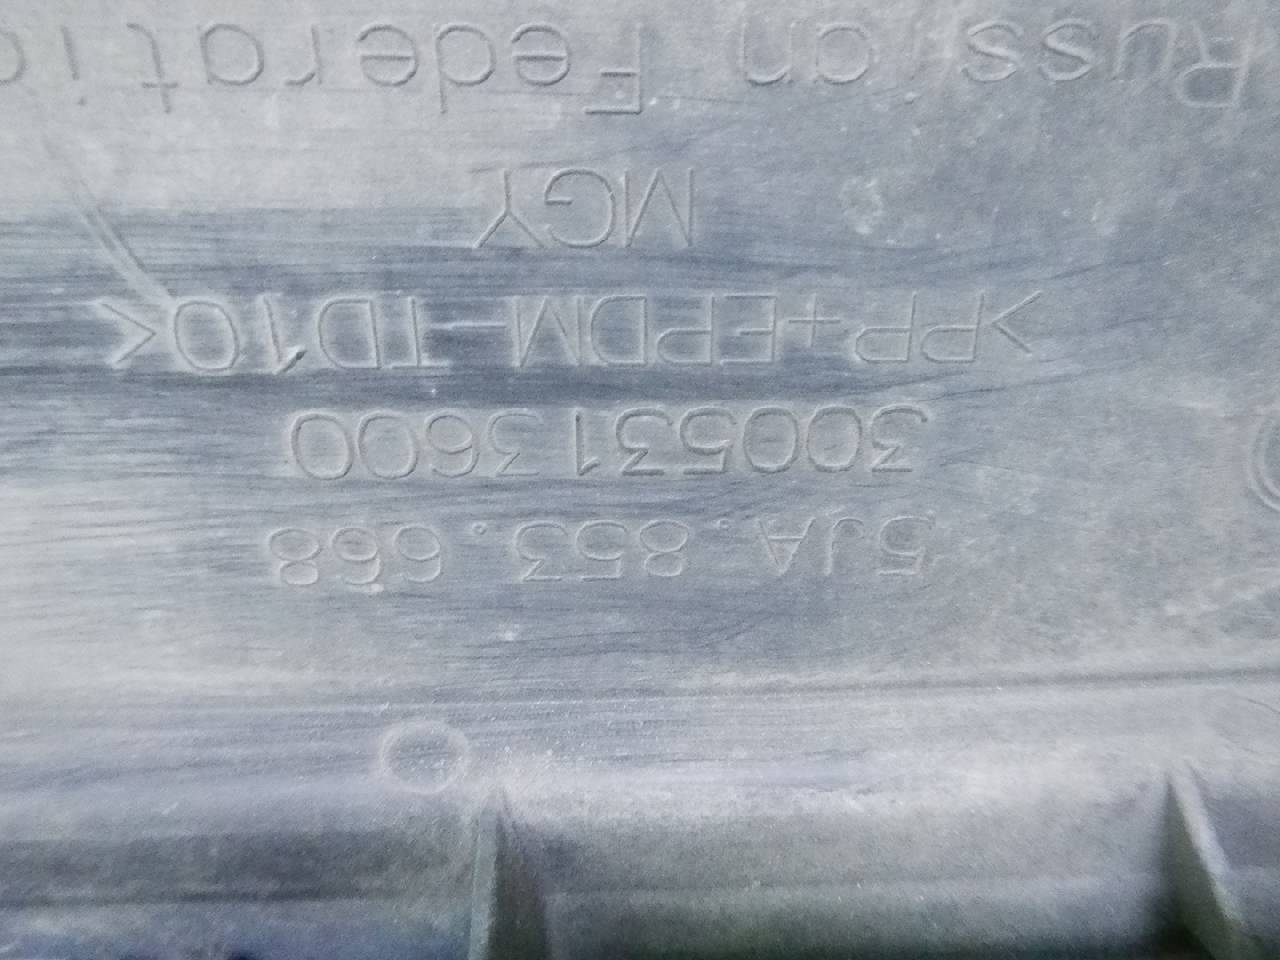 5JA. 853. 668
3005313600
>PP+EPDM-TD10<
MGY
Russian Federatio